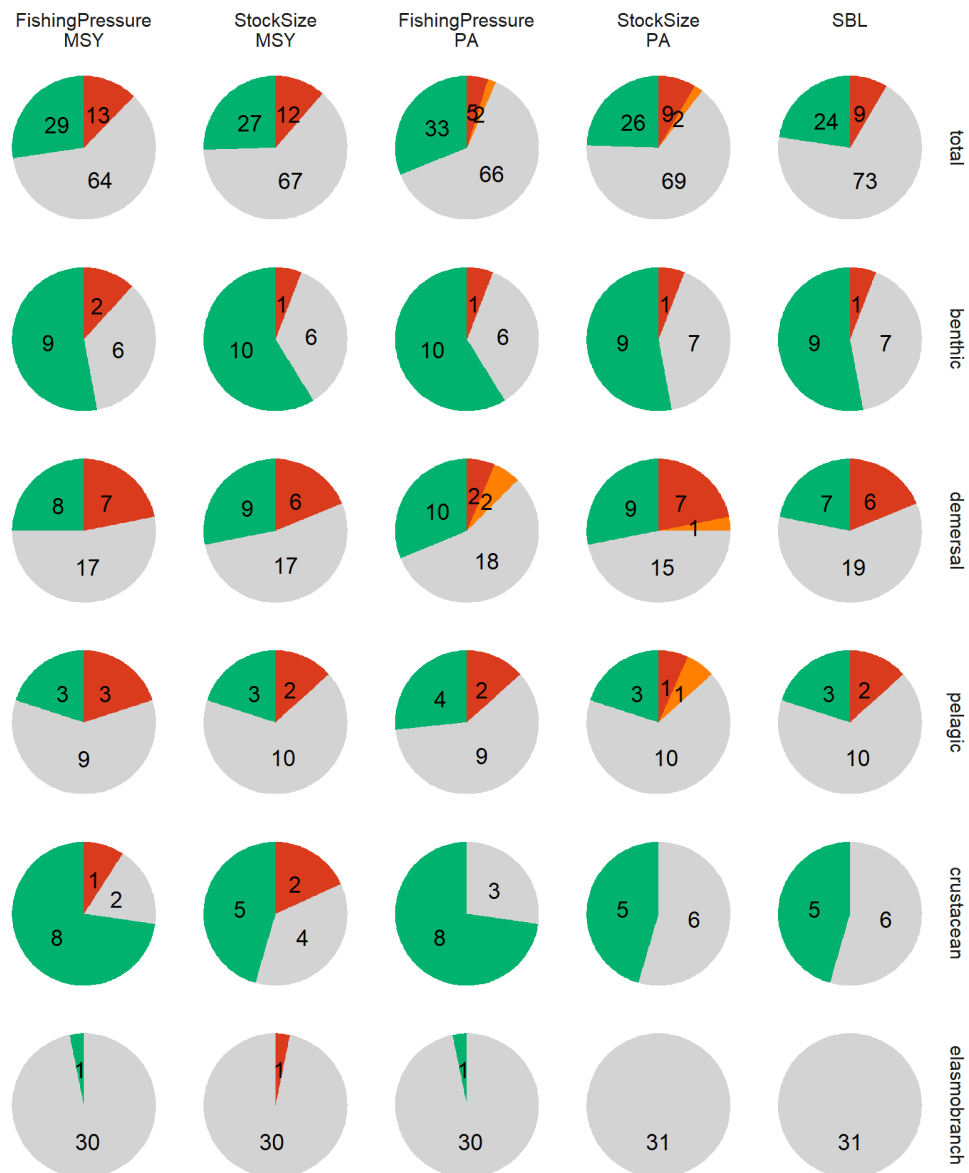 FishingPressure
MSY
StockSize
MSY
FishingPressure
PA
StockSize
PA
SBL
29 13 64
27 12 67
33 5 2 66
26 9 2 69
24 9 73
total
9 2 6
10 1 6
10 1 6
9 1 7
9 1 7
benthic
8 7 17
9 6 17
10 2 2 18
9 7 1 15
7 6 19
demersal
3 3 9
3 2 10
4 2 9
3 1 1 10
3 2 10
pelagic
8 1 2
5 2 4
8 3
5 6
5 6
crustacean
1 30
1 30
1 30
31
31
elasmobranch